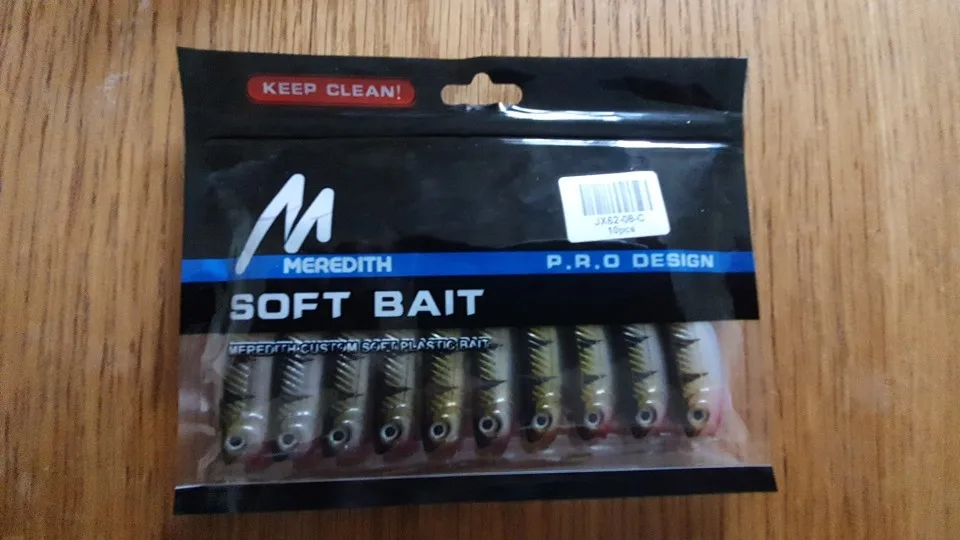 KEEP CLEAN!
JX62-08-C
10pcs
MEREDITH
P.R.O DESIGN
SOFT BAIT
MEREDITH CUSTOM SOFT PLASTIC BAIT